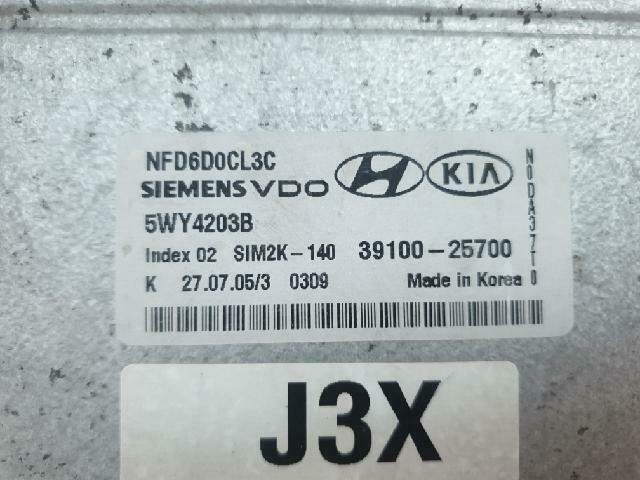 NFD6D0CL3C
SIEMENS VDO H KIA
5WY4203B
Index 02 SIM2K-140 39100-25700
K 27.07.05/3 0309 Made in Korea
N0DA37T0
J3X